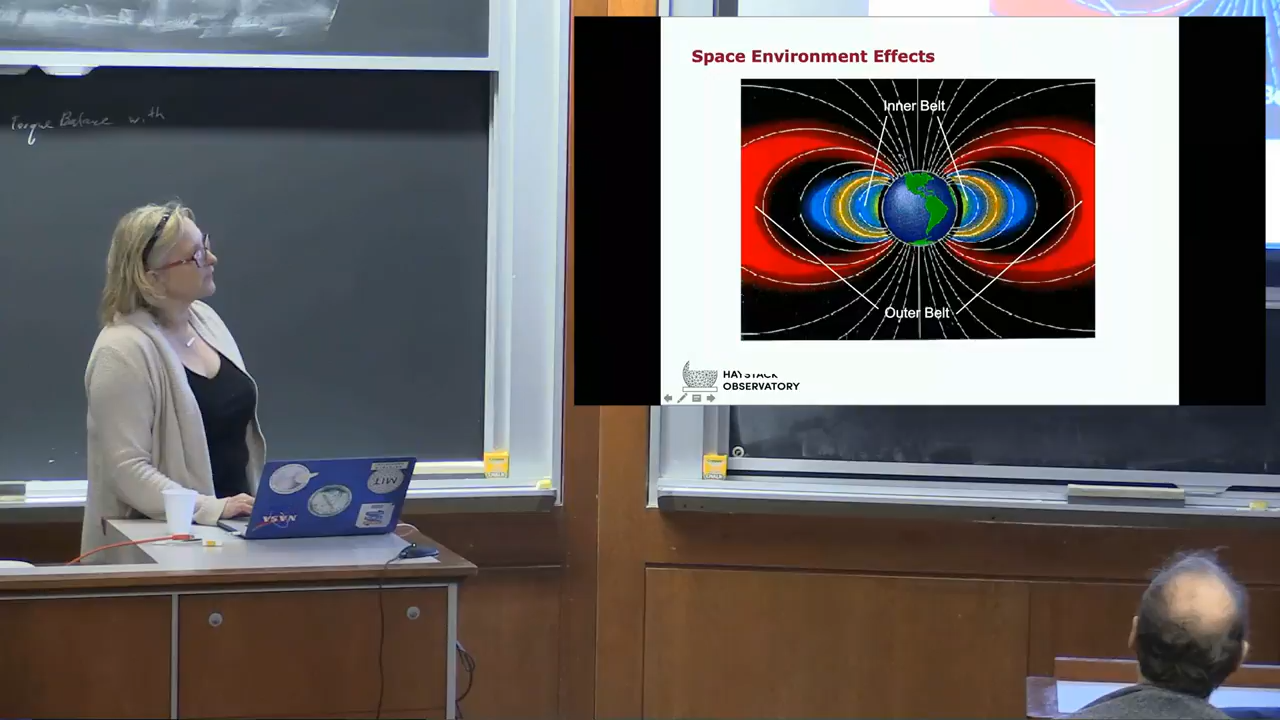 Torque Balance with
Space Environment Effects
Inner Belt
Outer Belt
HAYSTACK
OBSERVATORY
MIT
NASA